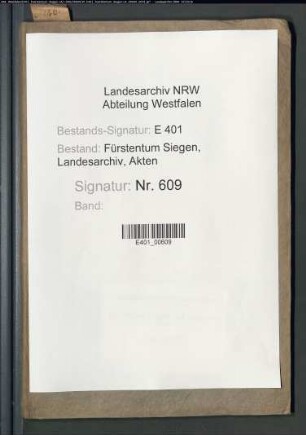 Landesarchiv NRW
Abteilung Westfalen
Bestands-Signatur: E 401
Bestand: Fürstentum Siegen,
Landesarchiv, Akten
Signatur: Nr. 609
Band:
E401_00609